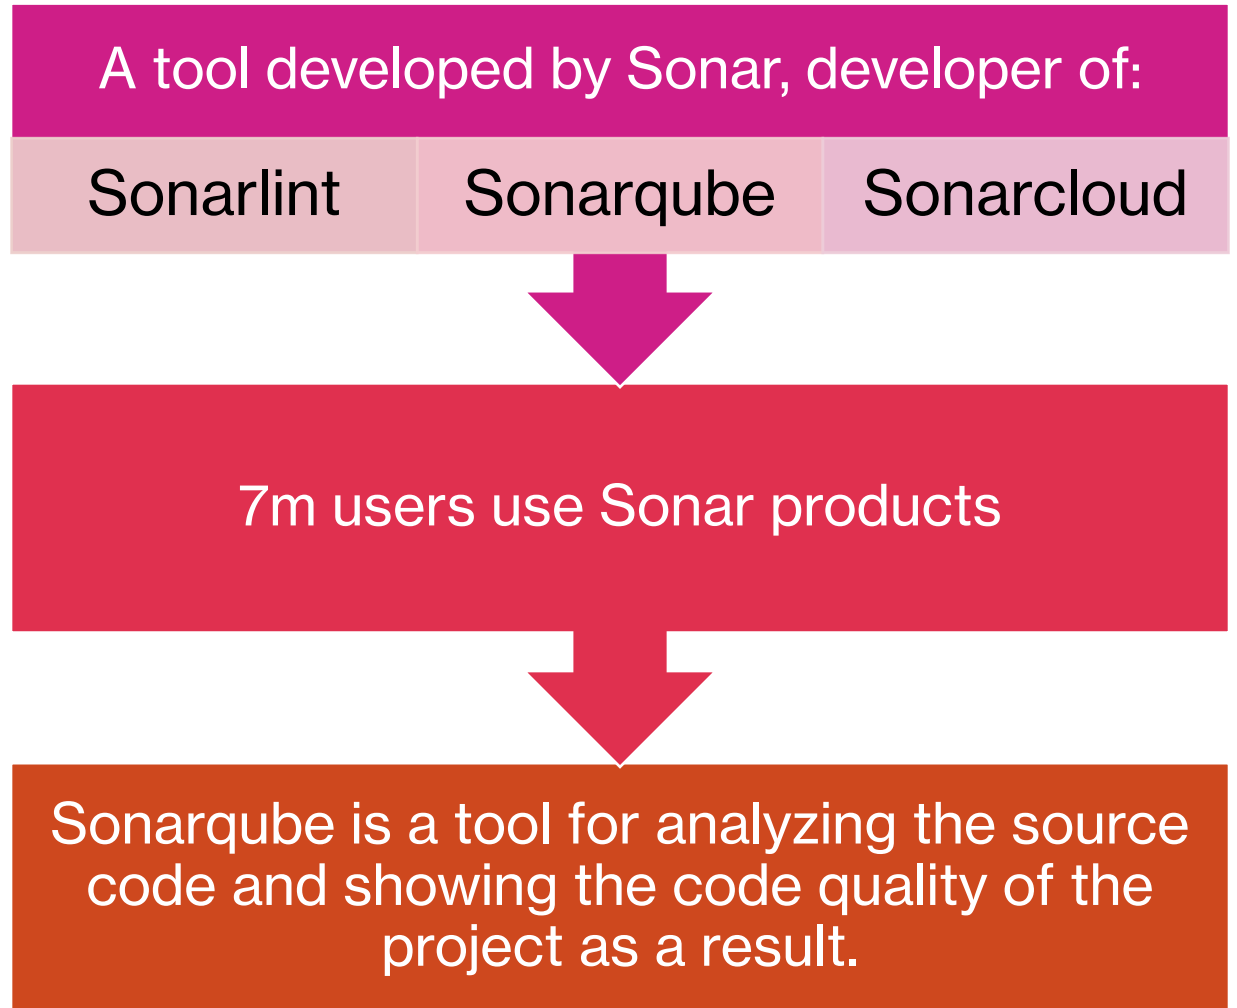 A tool developed by Sonar, developer of:
Sonarlint
Sonarqube
Sonarcloud
7m users use Sonar products
Sonarqube is a tool for analyzing the source
code and showing the code quality of the
project as a result.